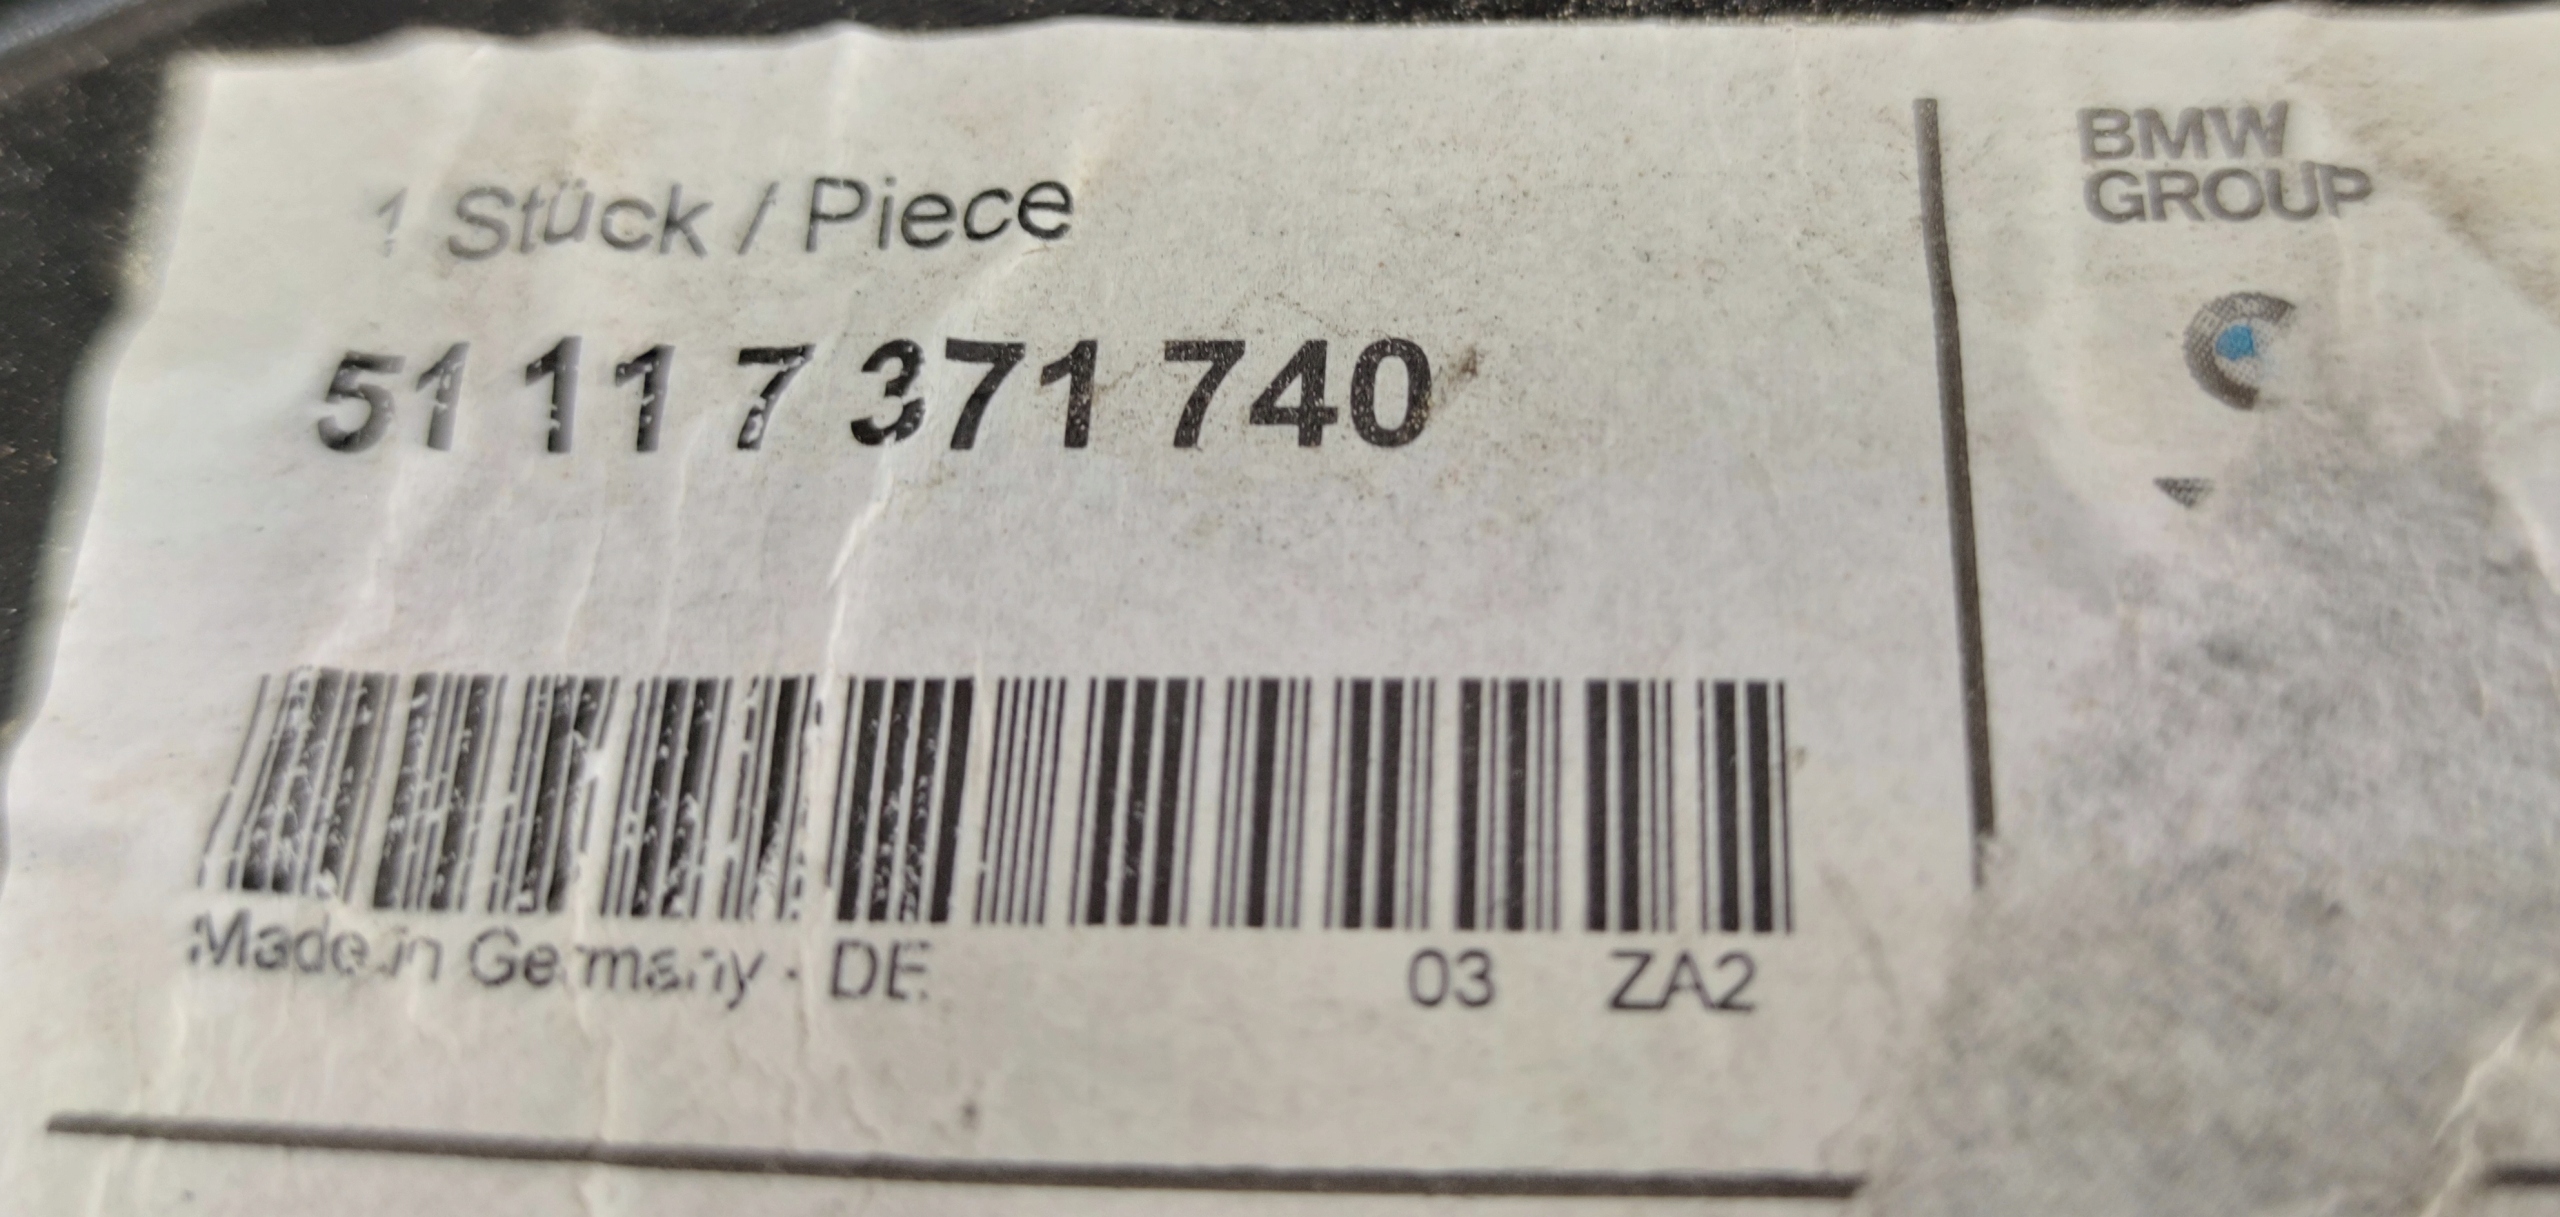 1 Stück / Piece
51 11 7 371 740
Made in Germany - DE 03 ZA2
BMW
GROUP